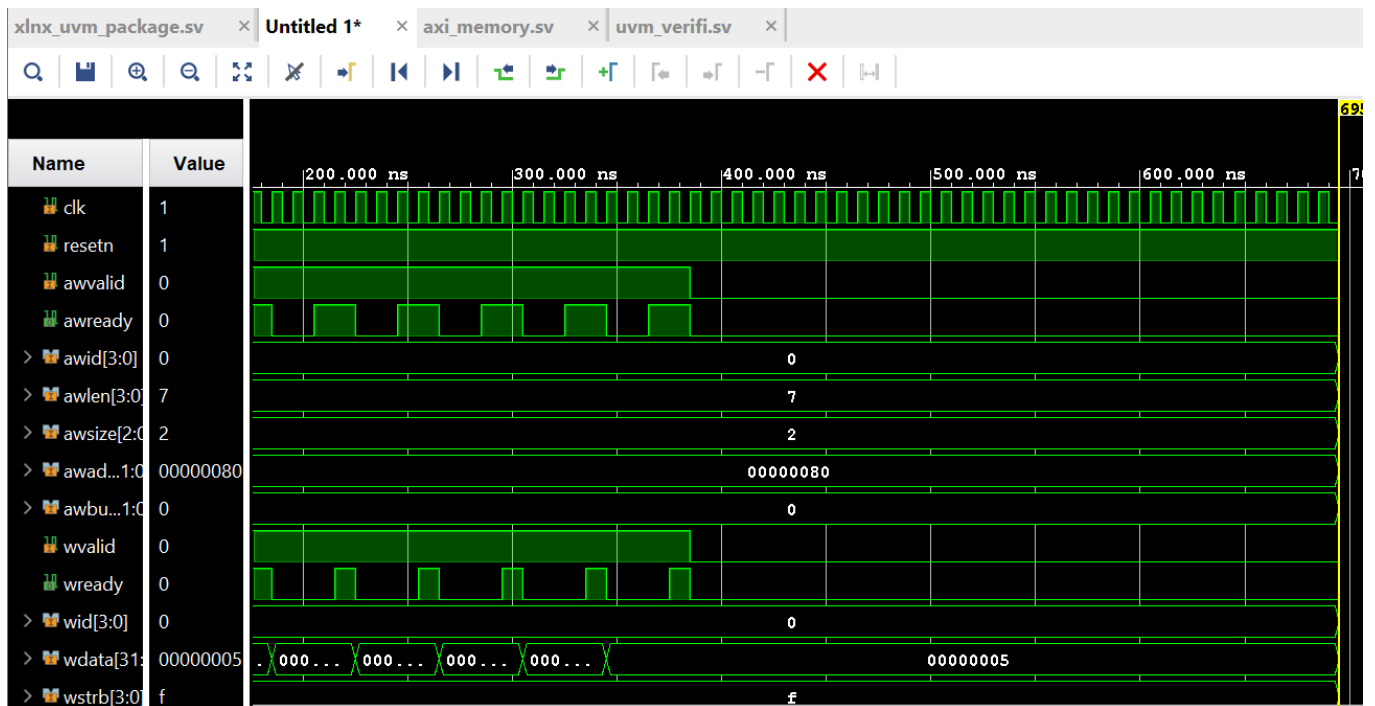 xlnx_uvm_package.sv × Untitled 1* × axi_memory.sv × uvm_verifi.sv ×
695
Name Value
200.000 ns 300.000 ns 400.000 ns 500.000 ns 600.000 ns
clk 1
resetn 1
awvalid 0
awready 0
awid[3:0] 0 0
awlen[3:0] 7 7
awsize[2:0 2 2
awad...1:0 00000080 00000080
awbu...1:0 0 0
wvalid 0
wready 0
wid[3:0] 0 0
wdata[31: 00000005 . 000... 000... 000... 000... 00000005
wstrb[3:0] f f